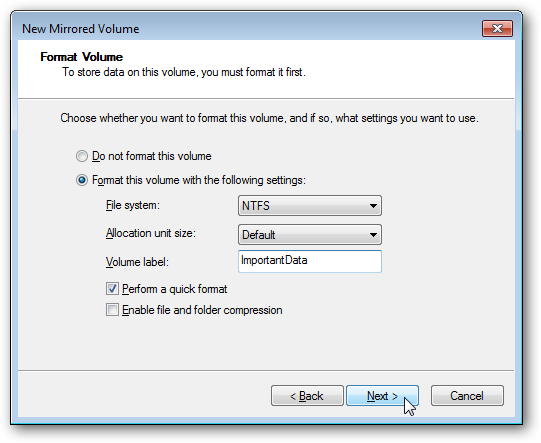 New Mirrored Volume
Format Volume
To store data on this volume, you must format it first.
Choose whether you want to format this volume, and if so, what settings you want to use.
Do not format this volume
Format this volume with the following settings:
File system: NTFS
Allocation unit size: Default
Volume label: ImportantData
Perform a quick format
Enable file and folder compression
< Back Next > Cancel